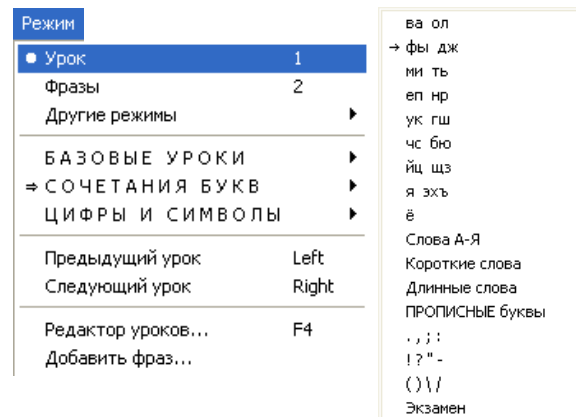 Режим
Урок 1
Фразы 2
Другие режимы
БАЗОВЫЕ УРОКИ
⇒ СОЧЕТАНИЯ БУКВ
ЦИФРЫ И СИМВОЛЫ
Предыдущий урок Left
Следующий урок Right
Редактор уроков... F4
Добавить фраз...
ва ол
→ фы дж
ми ть
еп нр
ук гш
чс бю
йц щз
я эхъ
ё
Слова А-Я
Короткие слова
Длинные слова
ПРОПИСНЫЕ буквы
. , ; :
! ? " -
( ) \ /
Экзамен